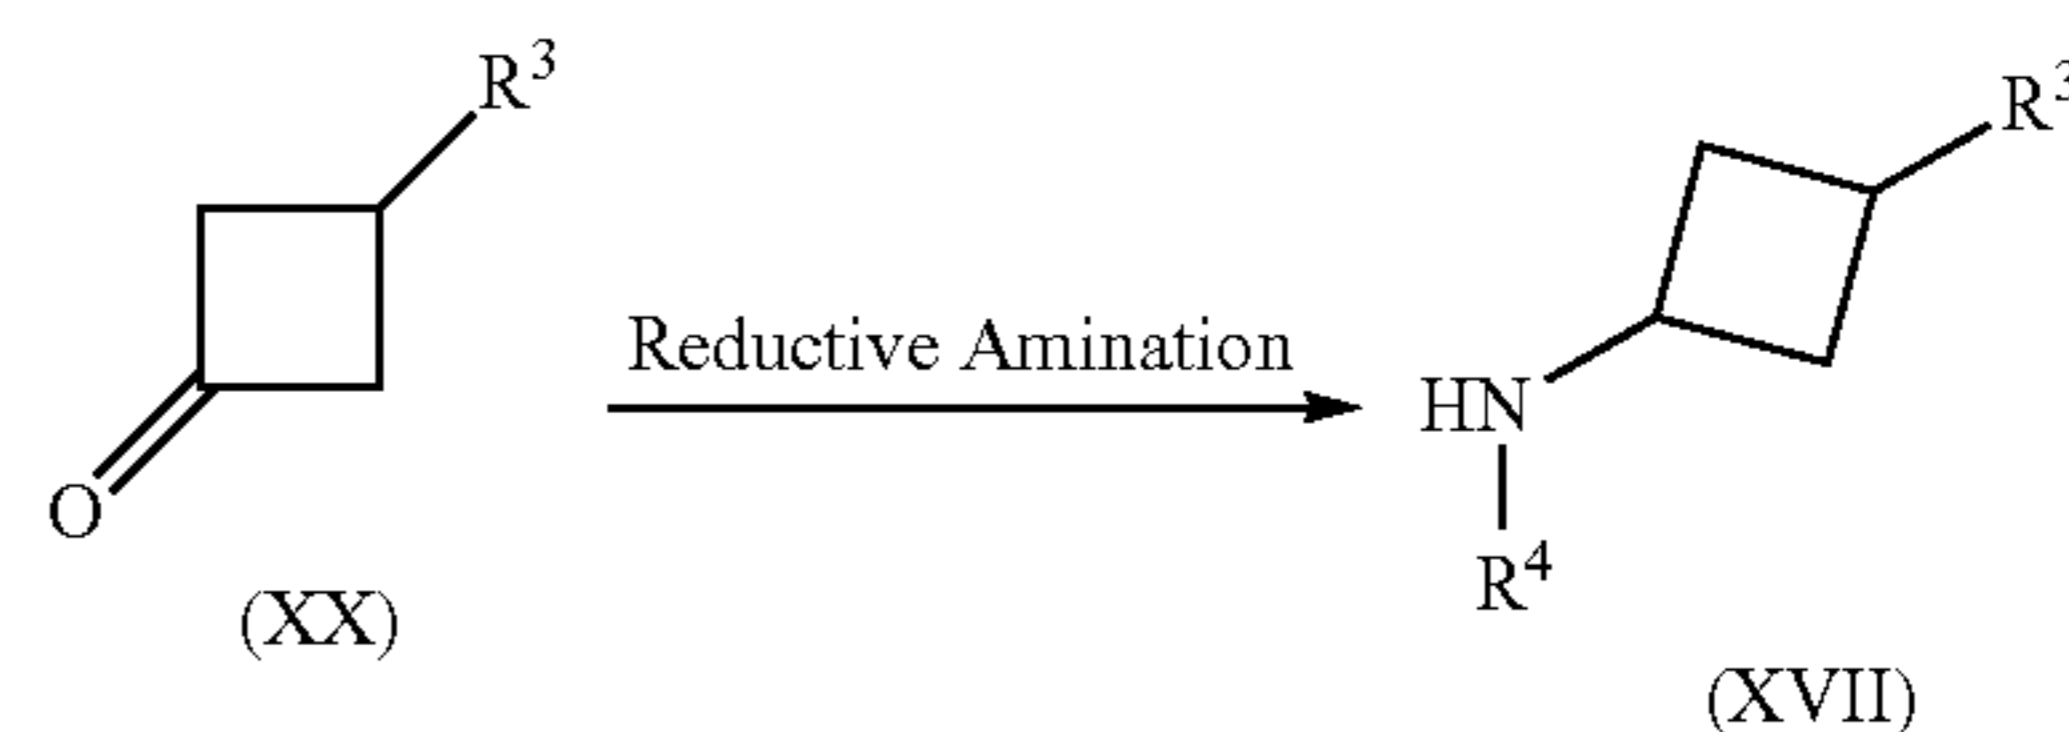 R³
R³
Reductive Amination
HN
O
R⁴
(XX)
(XVII)